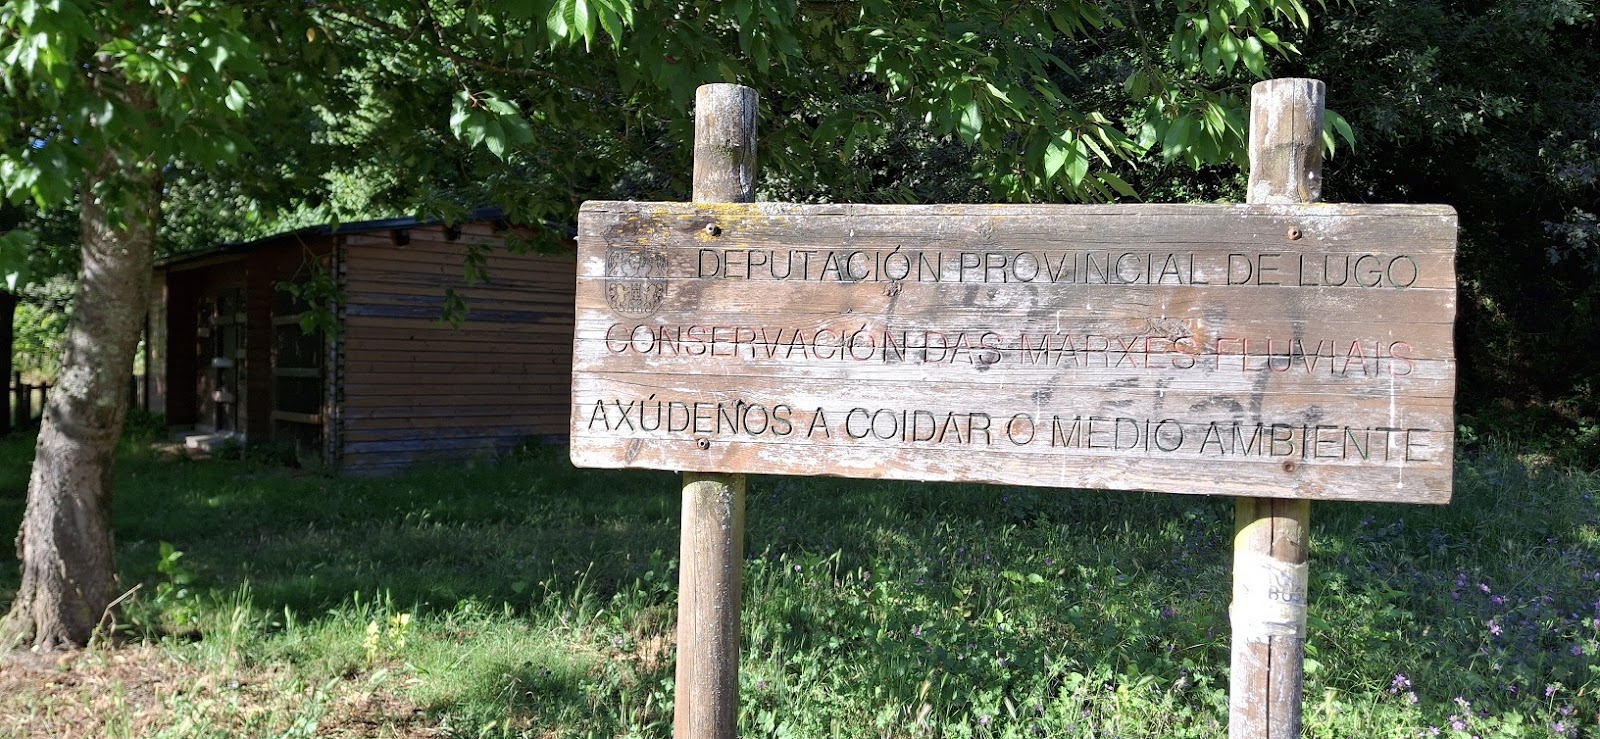 DEPUTACIÓN PROVINCIAL DE LUGO
CONSERVACIÓN DAS MARXES FLUVIAIS
AXÚDENOS A COIDAR O MEDIO AMBIENTE